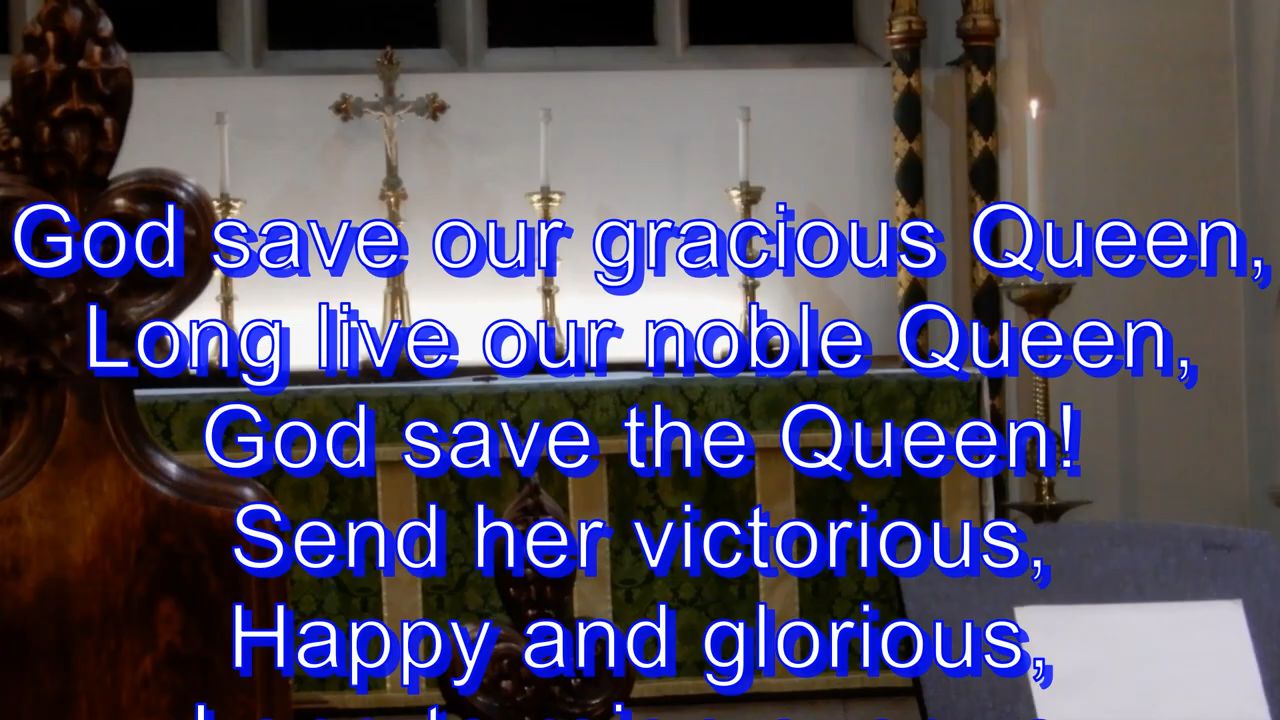 God save our gracious Queen,
Long live our noble Queen,
God save the Queen!
Send her victorious,
Happy and glorious,